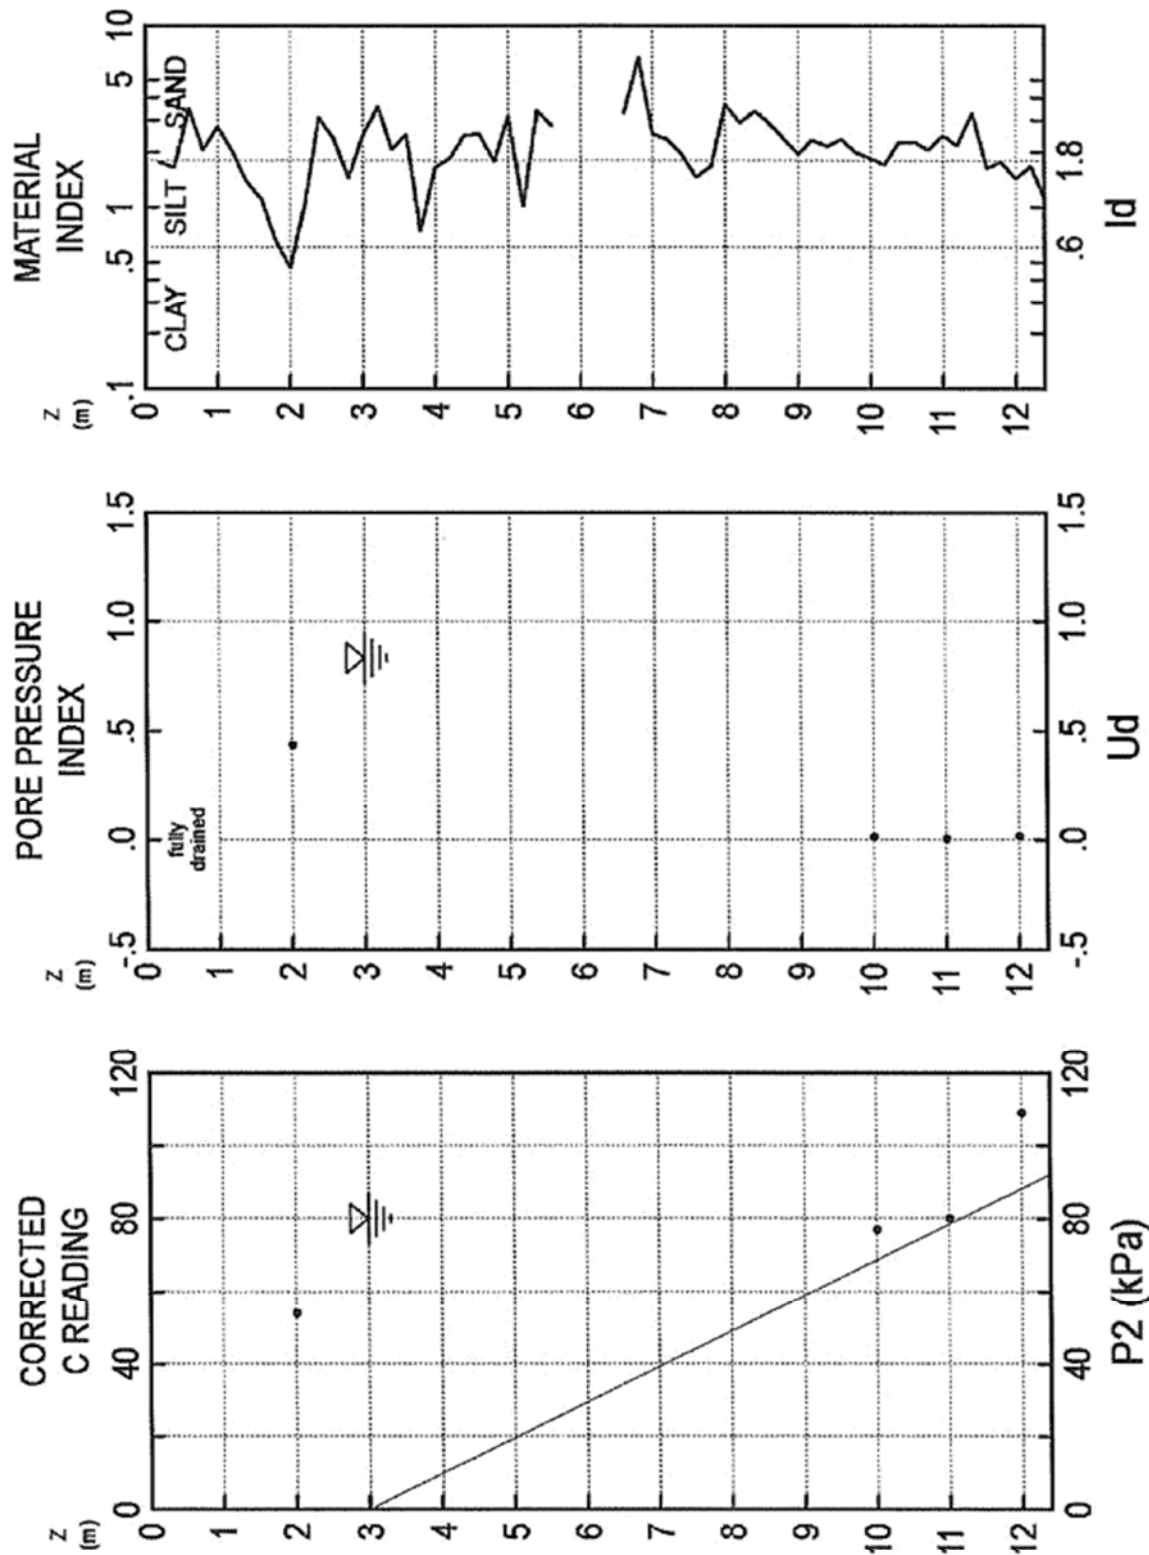 CORRECTED
C READING
Z
(m)
0 40 80 120
0
1
2
3
4
5
6
7
8
9
10
11
12
0 40 80 120
P2 (kPa)
PORE PRESSURE
INDEX
Z
(m)
-.5 .0 .5 1.0 1.5
0
fully
drained
1
2
3
4
5
6
7
8
9
10
11
12
-.5 .0 .5 1.0 1.5
Ud
MATERIAL
INDEX
Z
(m)
.1 .5 1 5 10
0
CLAY SILT SAND
1
2
3
4
5
6
7
8
9
10
11
12
.6 1.8
Id